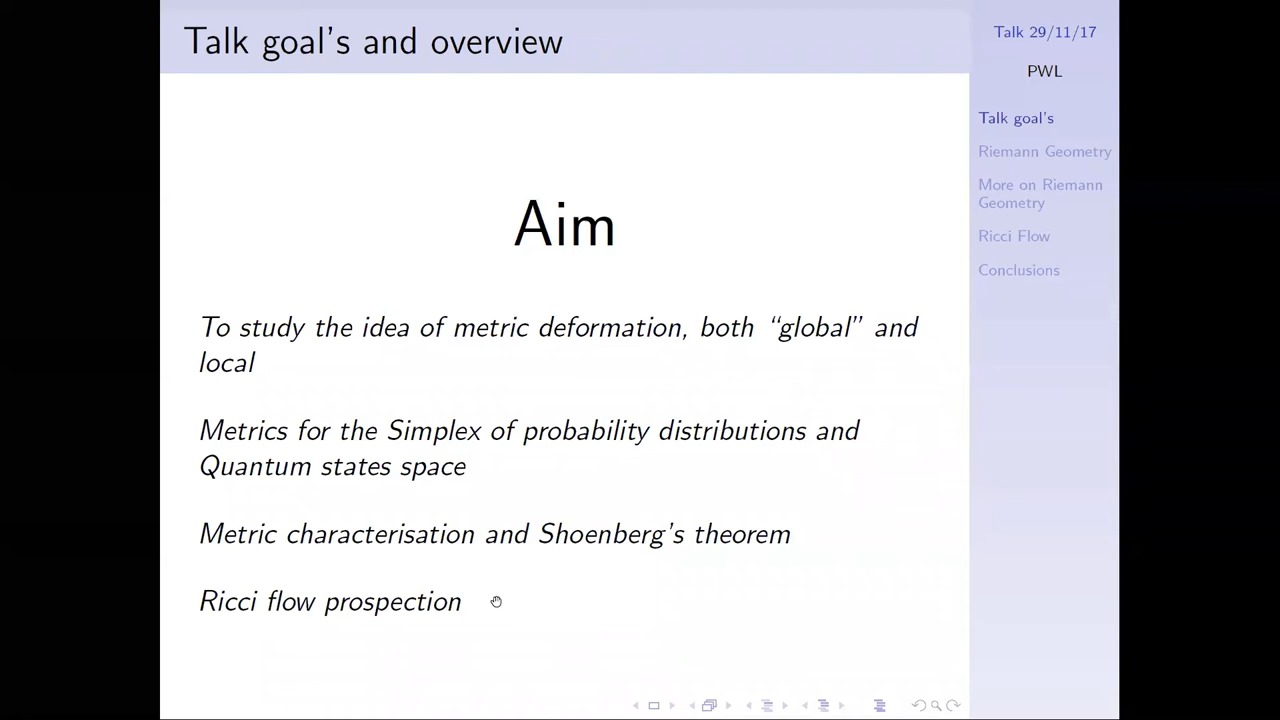 Talk goal's and overview
Aim
To study the idea of metric deformation, both “global” and
local
Metrics for the Simplex of probability distributions and
Quantum states space
Metric characterisation and Shoenberg's theorem
Ricci flow prospection
Talk 29/11/17
PWL
Talk goal's
Riemann Geometry
More on Riemann
Geometry
Ricci Flow
Conclusions